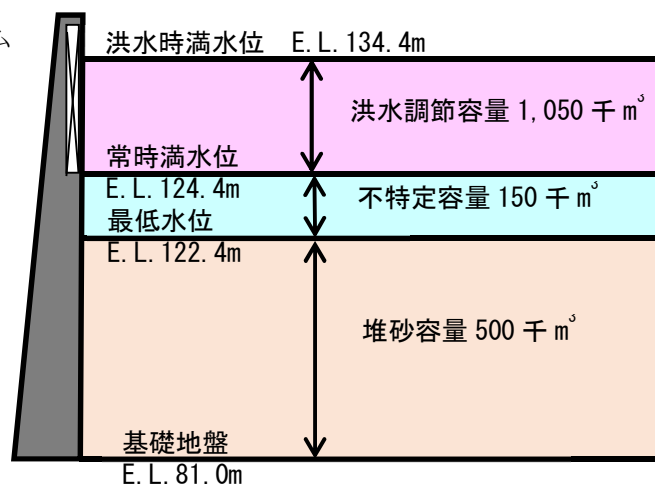 ム
洪水時満水位 E.L.134.4m
洪水調節容量 1,050 千㎥
常時満水位
E.L.124.4m
不特定容量 150 千㎥
最低水位
E.L.122.4m
堆砂容量 500 千㎥
基礎地盤
E.L.81.0m